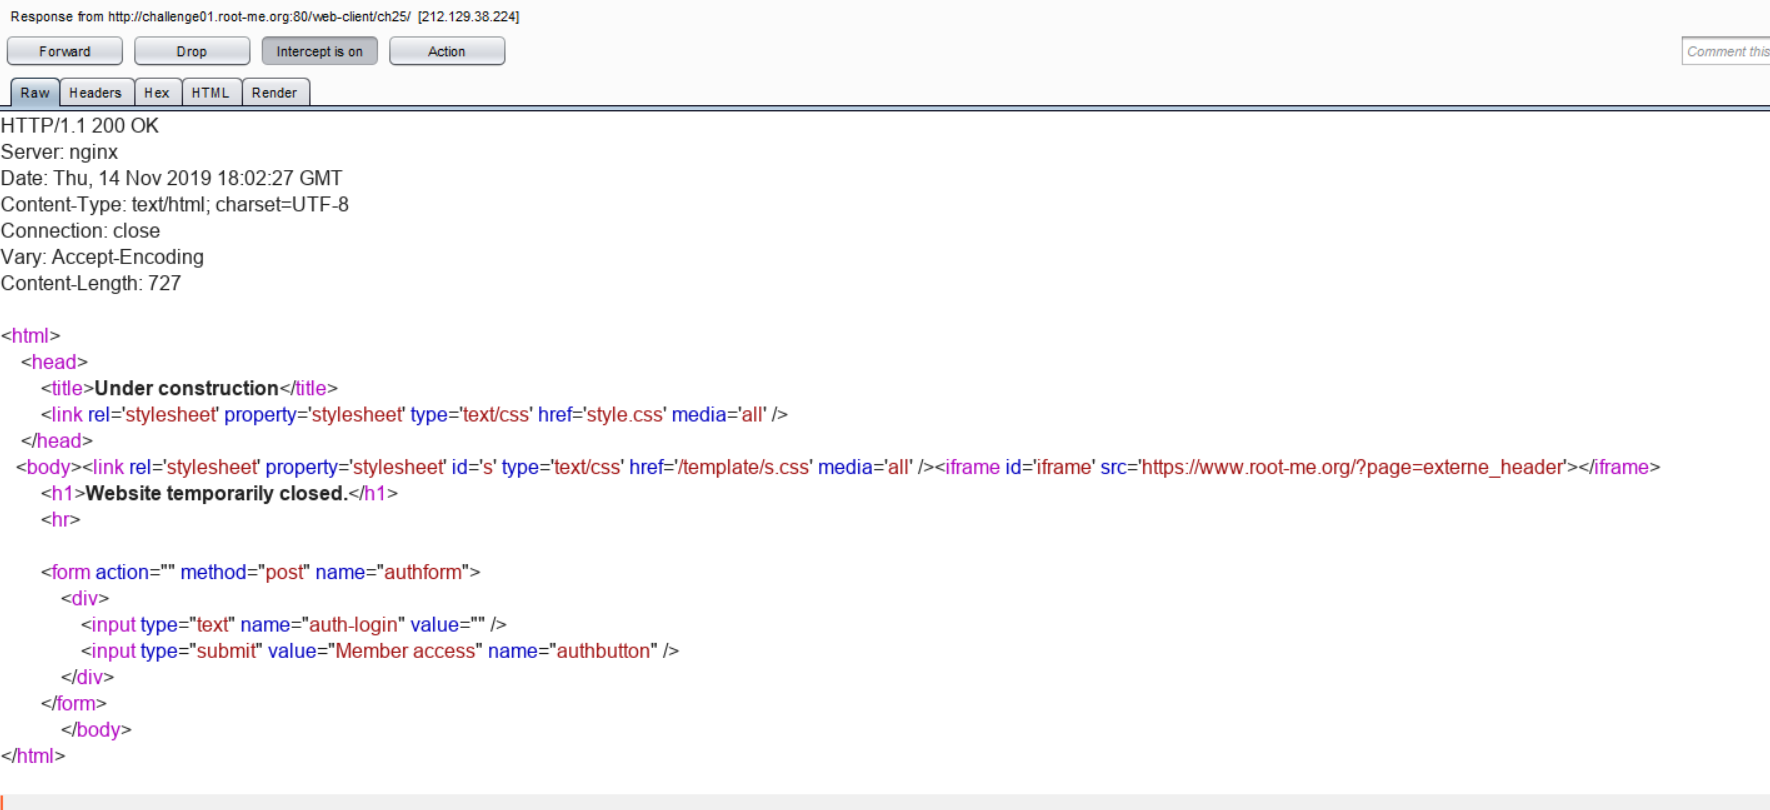 Response from http://challenge01.root-me.org:80/web-client/ch25/ [212.129.38.224]
Forward Drop Intercept is on Action Comment this
Raw Headers Hex HTML Render
HTTP/1.1 200 OK
Server: nginx
Date: Thu, 14 Nov 2019 18:02:27 GMT
Content-Type: text/html; charset=UTF-8
Connection: close
Vary: Accept-Encoding
Content-Length: 727
<html>
<head>
<title>Under construction</title>
<link rel='stylesheet' property='stylesheet' type='text/css' href='style.css' media='all' />
</head>
<body><link rel='stylesheet' property='stylesheet' id='s' type='text/css' href='/template/s.css' media='all' /><iframe id='iframe' src='https://www.root-me.org/?page=externe_header'></iframe>
<h1>Website temporarily closed.</h1>
<hr>
<form action="" method="post" name="authform">
<div>
<input type="text" name="auth-login" value="" />
<input type="submit" value="Member access" name="authbutton" />
</div>
</form>
</body>
</html>